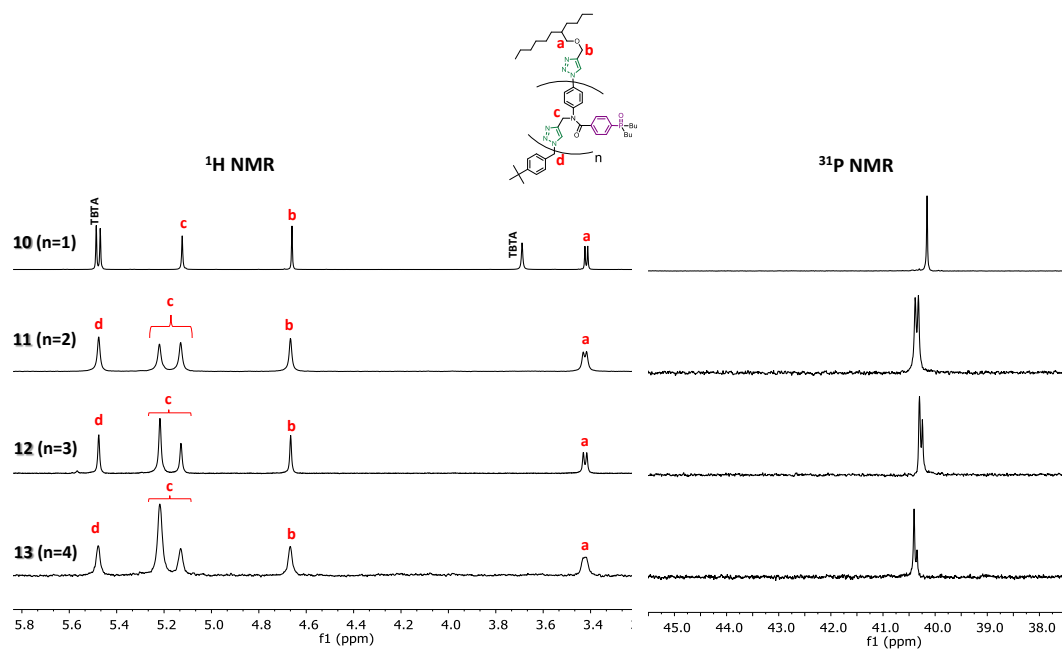 a
O
b
N
N
N
c
N
O
P
O
Bu
Bu
N
N
N
d
n
¹H NMR
³¹P NMR
TBTA
c
b
TBTA
a
10 (n=1)
c
d
b
a
11 (n=2)
c
d
b
a
12 (n=3)
c
d
b
a
13 (n=4)
5.8 5.6 5.4 5.2 5.0 4.8 4.6 4.4 4.2 4.0 3.8 3.6 3.4
f1 (ppm)
45.0 44.0 43.0 42.0 41.0 40.0 39.0 38.0
f1 (ppm)